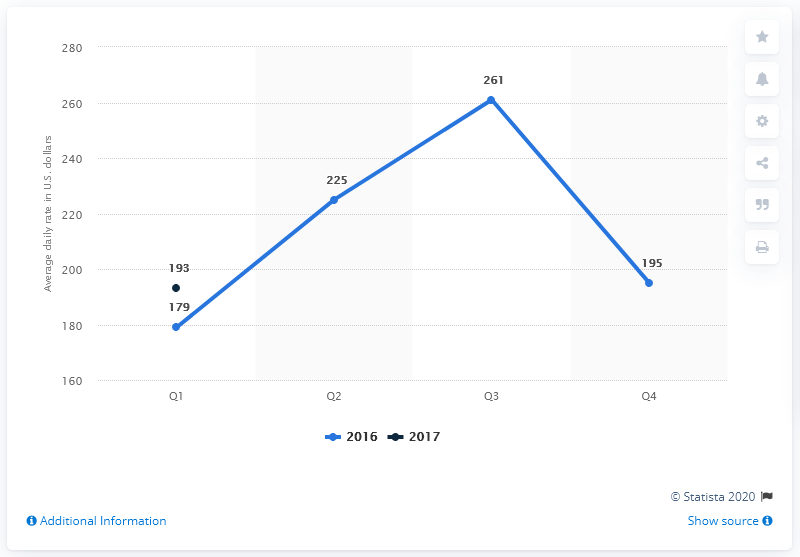 280
260
240
220
200
180
160
Average daily rate in U.S. dollars
193
179
225
261
195
Q1 Q2 Q3 Q4
2016 2017
© Statista 2020
Additional Information
Show source